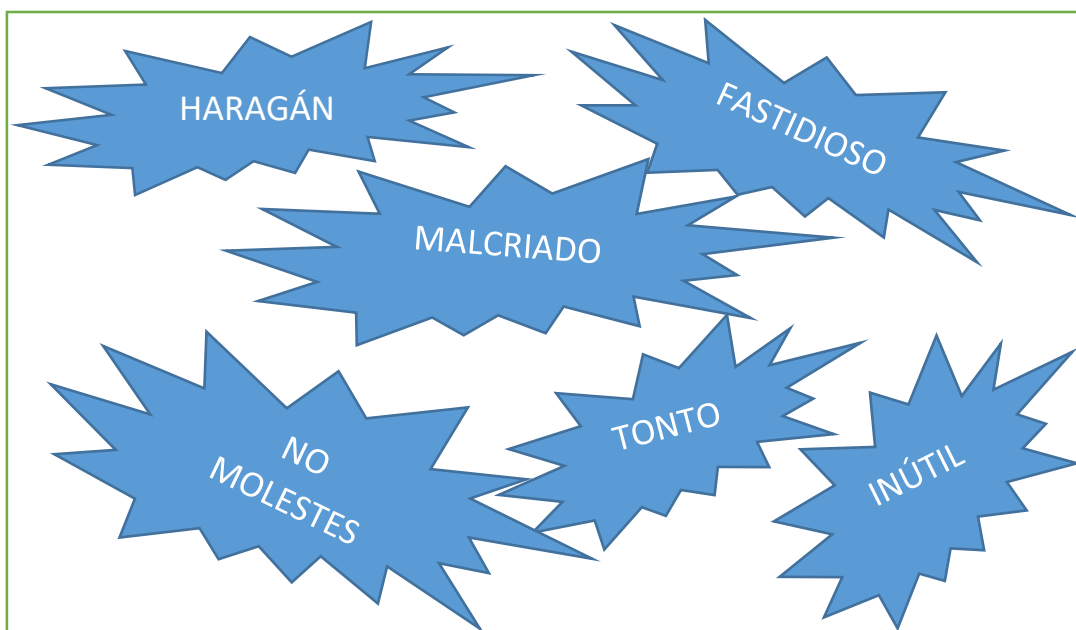 HARAGÁN
FASTIDIOSO
MALCRIADO
NO
MOLESTES
TONTO
INÚTIL